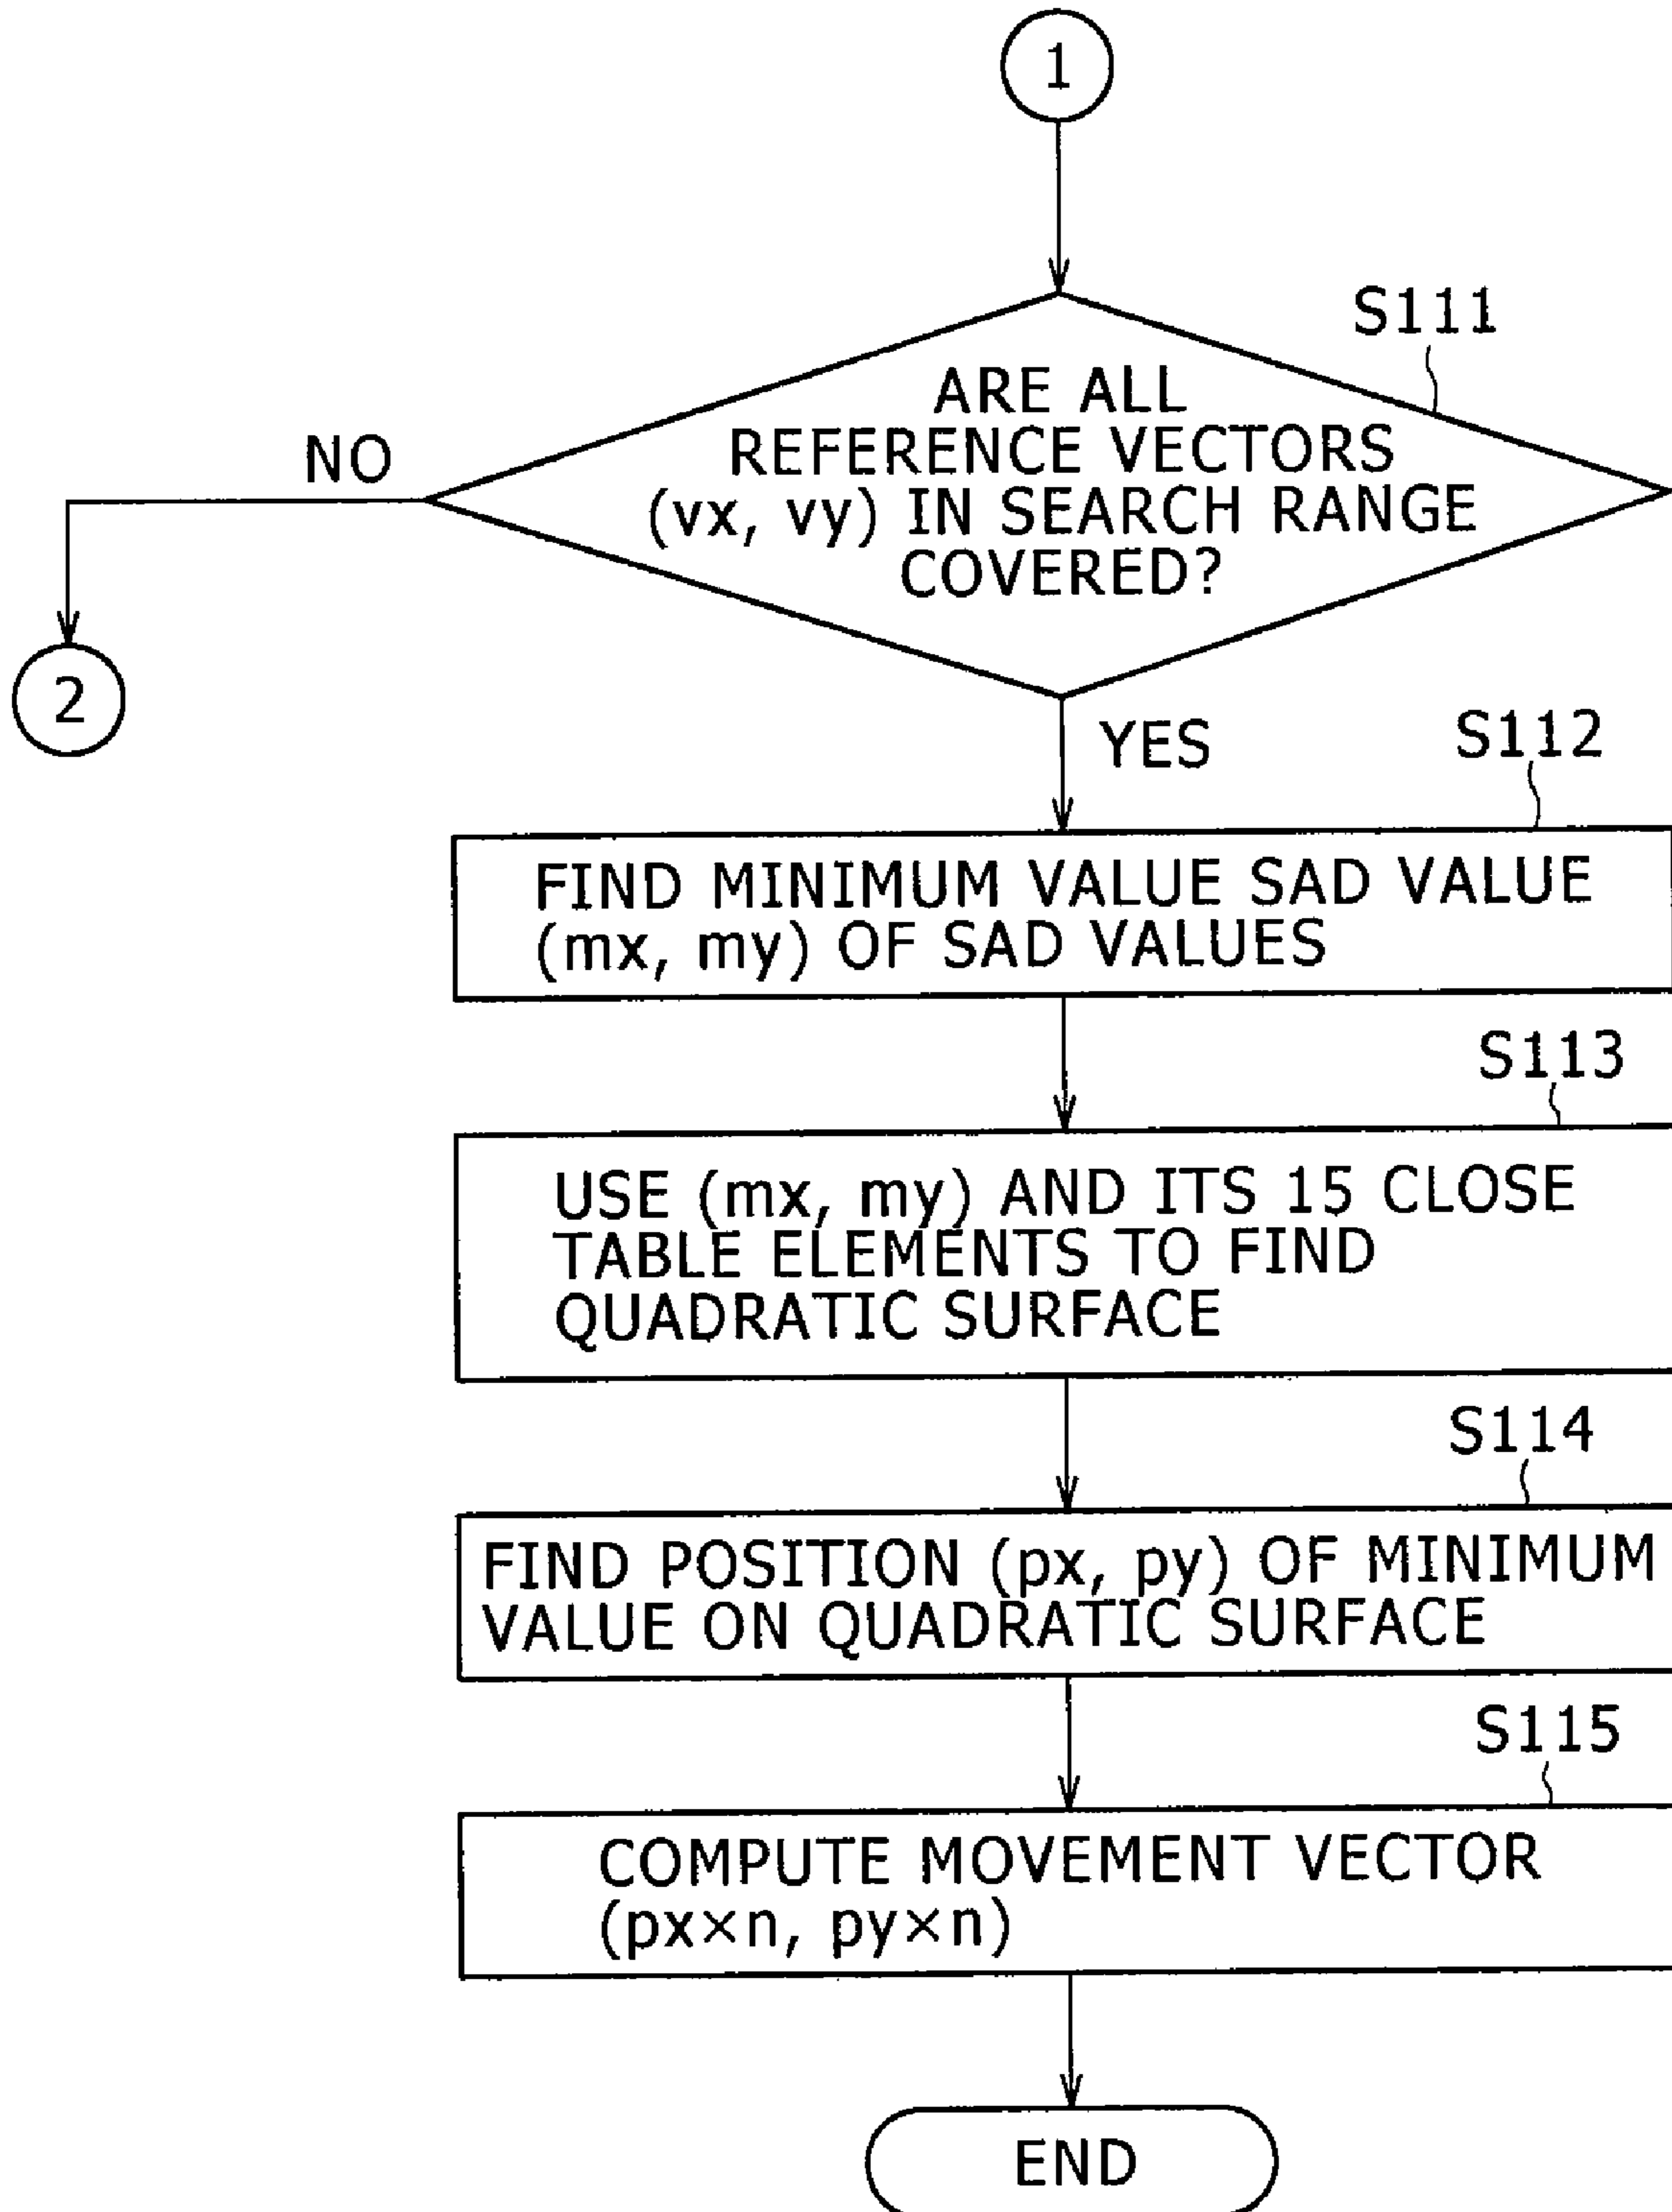 1
S111
ARE ALL
REFERENCE VECTORS
(vx, vy) IN SEARCH RANGE
COVERED?
NO
2
YES
S112
FIND MINIMUM VALUE SAD VALUE
(mx, my) OF SAD VALUES
S113
USE (mx, my) AND ITS 15 CLOSE
TABLE ELEMENTS TO FIND
QUADRATIC SURFACE
S114
FIND POSITION (px, py) OF MINIMUM
VALUE ON QUADRATIC SURFACE
S115
COMPUTE MOVEMENT VECTOR
(px×n, py×n)
END